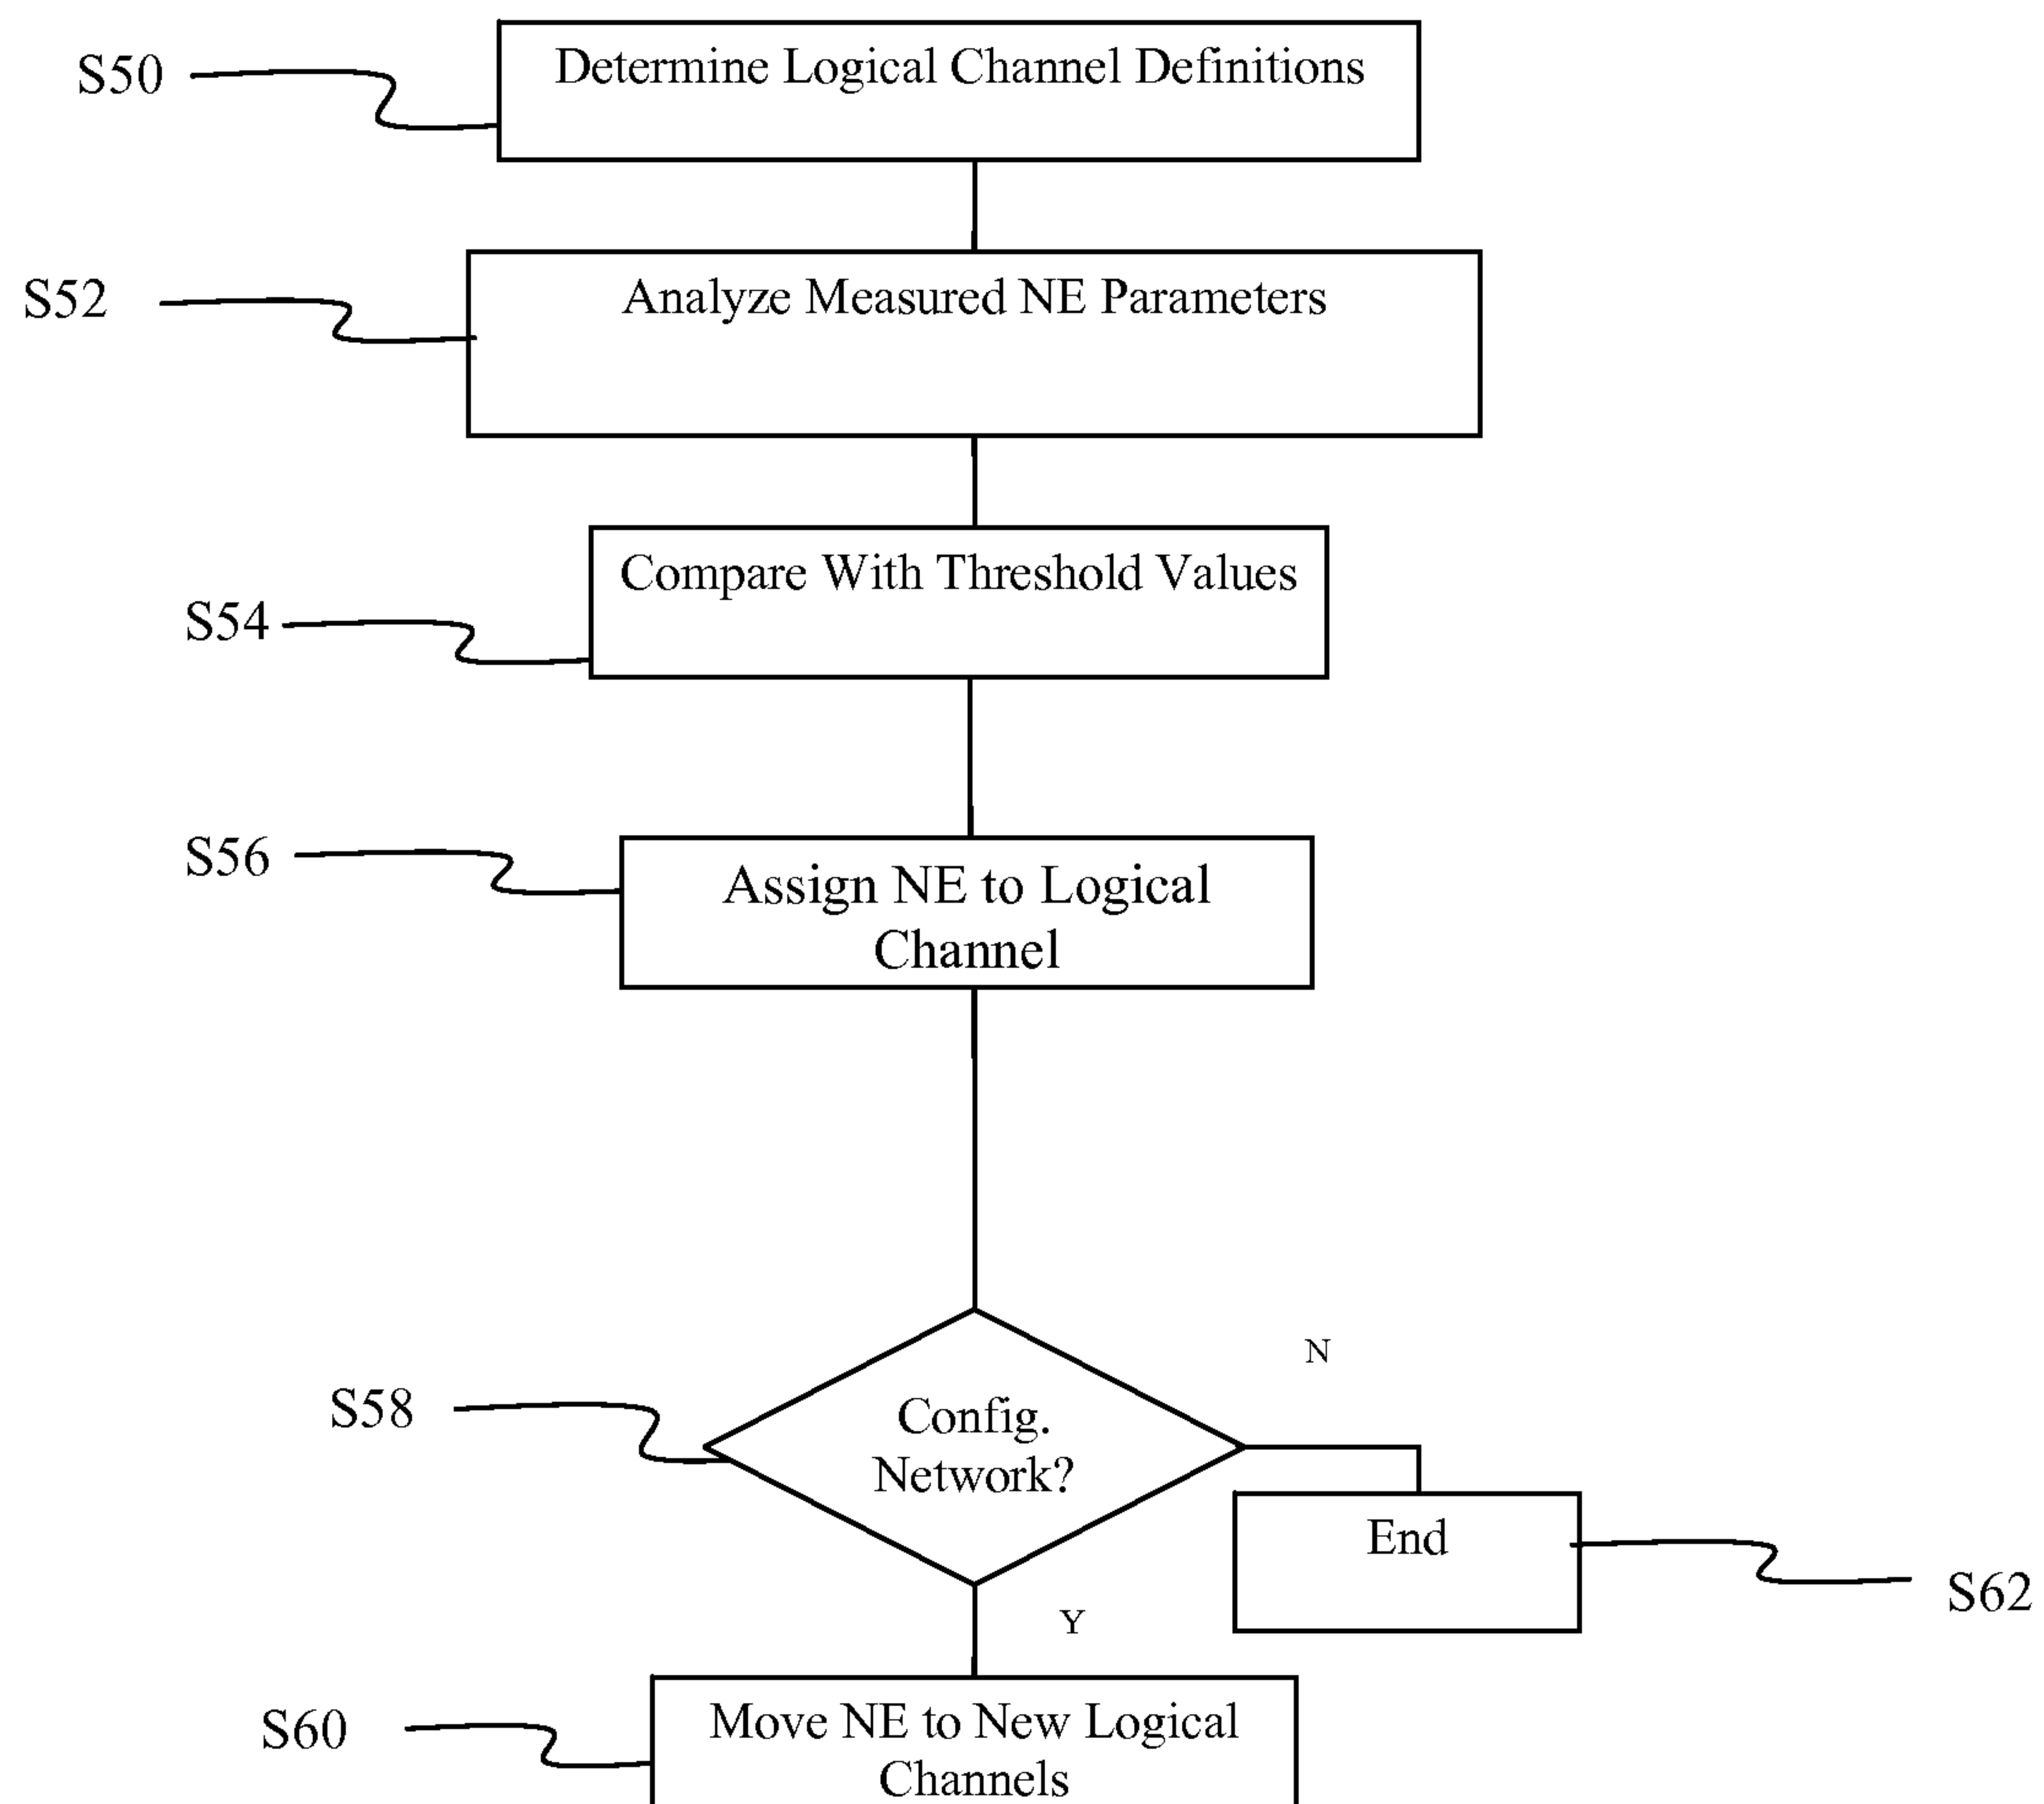 S50
Determine Logical Channel Definitions
S52
Analyze Measured NE Parameters
Compare With Threshold Values
S54
S56
Assign NE to Logical
Channel
N
S58
Config.
Network?
End
S62
Y
S60
Move NE to New Logical
Channels